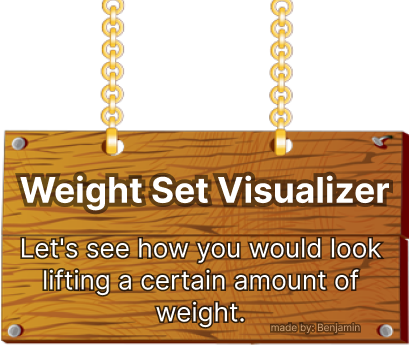 Weight Set Visualizer
Let's see how you would look
lifting a certain amount of
weight.
made by: Benjamin